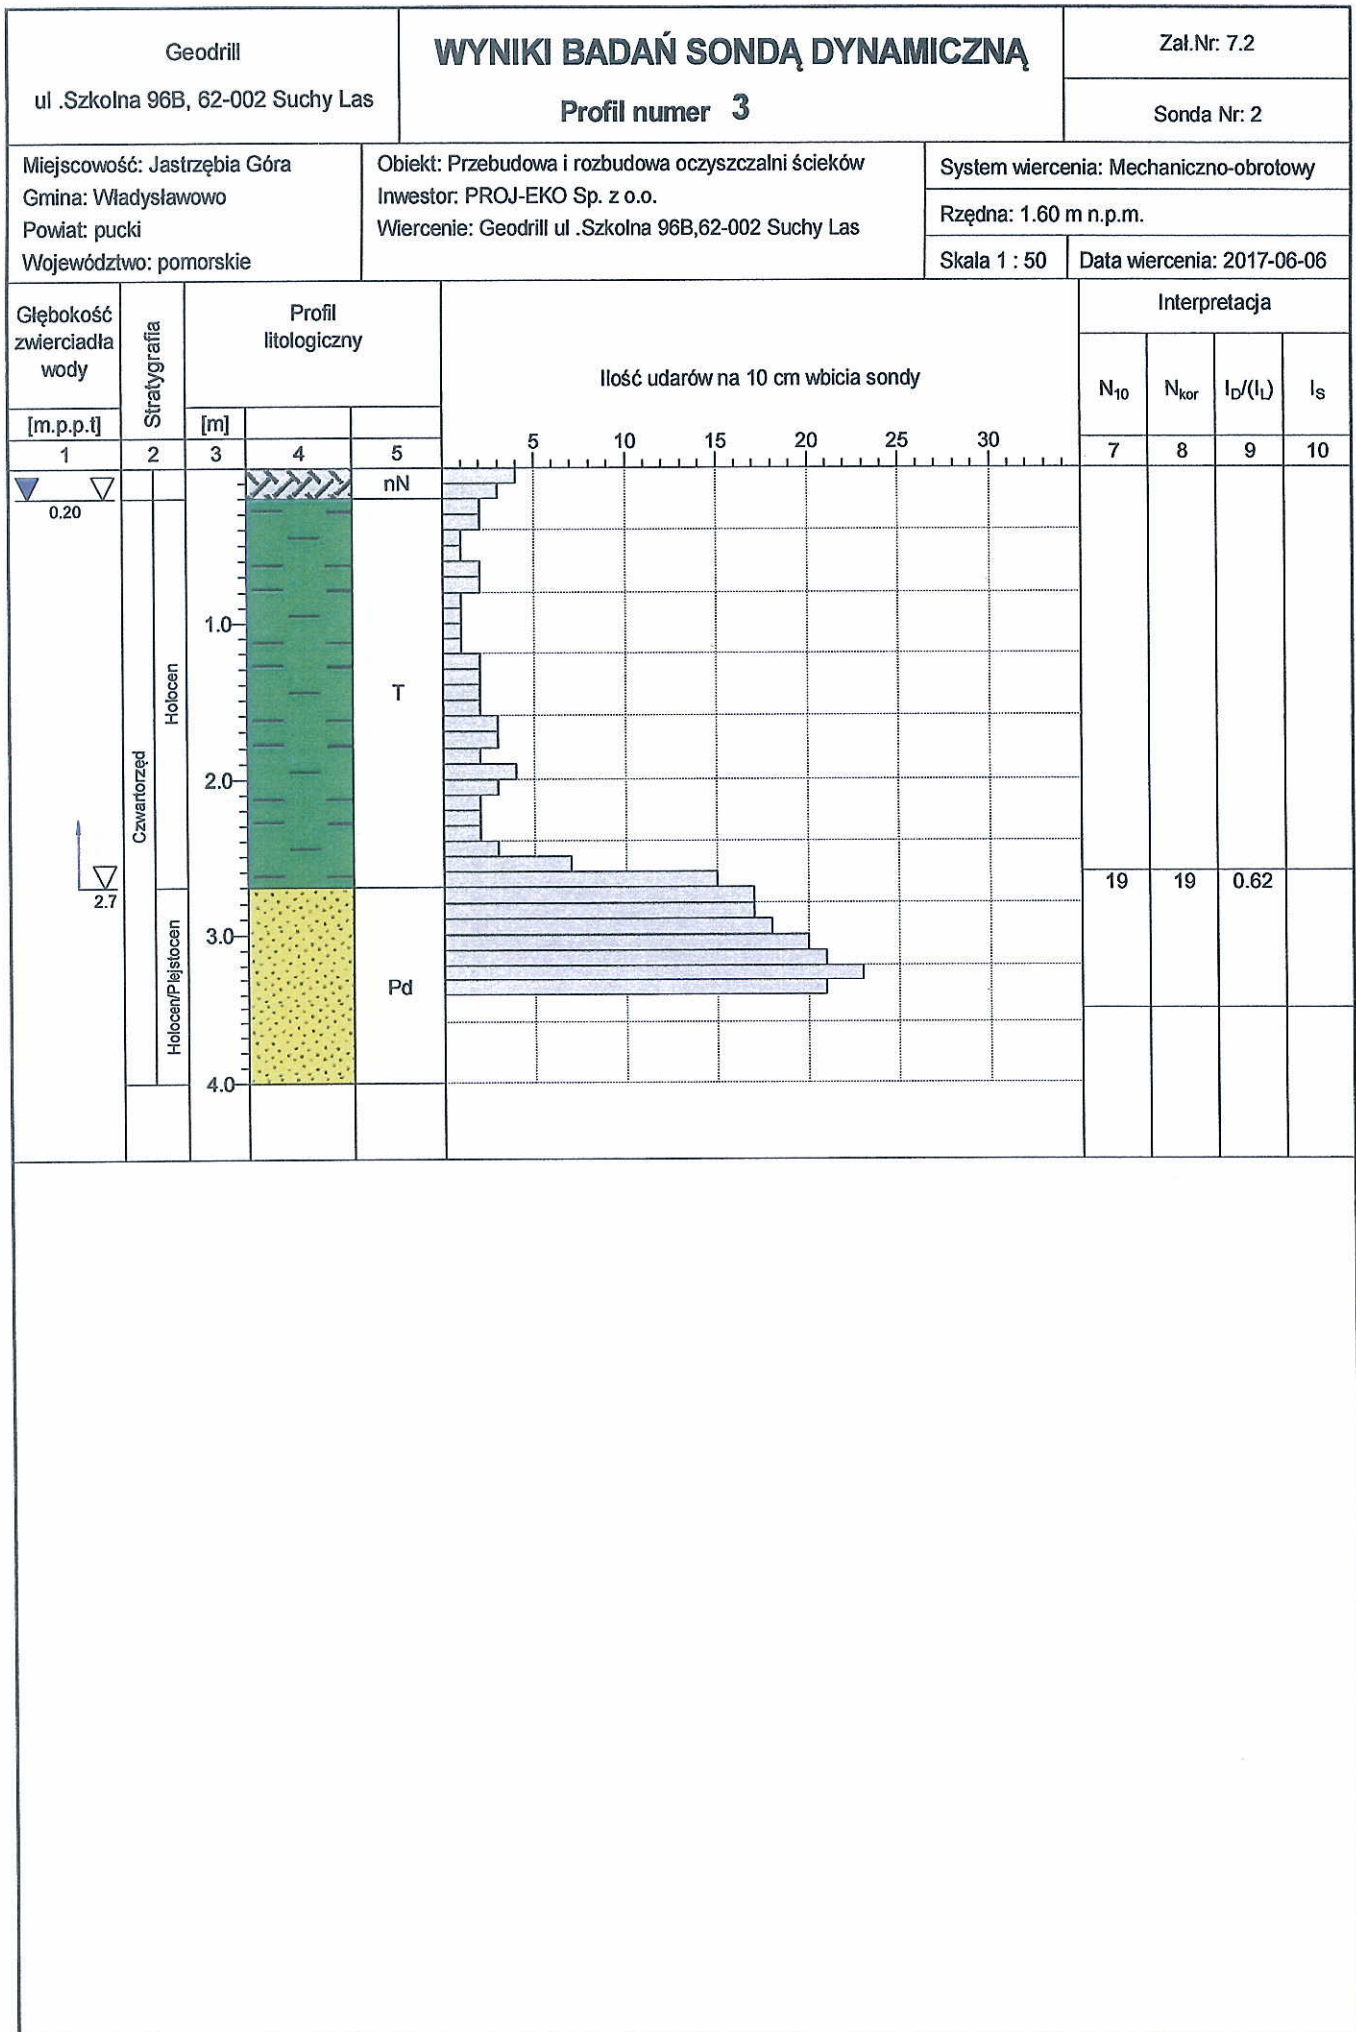 Geodrill
ul .Szkolna 96B, 62-002 Suchy Las
WYNIKI BADAŃ SONDĄ DYNAMICZNĄ
Profil numer 3
Zał.Nr: 7.2
Sonda Nr: 2
Miejscowość: Jastrzębia Góra
Gmina: Władysławowo
Powiat: pucki
Województwo: pomorskie
Obiekt: Przebudowa i rozbudowa oczyszczalni ścieków
Inwestor: PROJ-EKO Sp. z o.o.
Wiercenie: Geodrill ul .Szkolna 96B,62-002 Suchy Las
System wiercenia: Mechaniczno-obrotowy
Rzędna: 1.60 m n.p.m.
Skala 1 : 50
Data wiercenia: 2017-06-06
Głębokość
zwierciadła
wody
[m.p.p.t]
Stratygrafia
Profil
litologiczny
[m]
Ilość udarów na 10 cm wbicia sondy
Interpretacja
N10
Nkor
ID/(IL)
IS
1 2 3 4 5
5 10 15 20 25 30
7 8 9 10
0.20
nN
1.0
Holocen
T
Czwartorzęd
2.0
2.7
19 19 0.62
3.0
Holocen/Plejstocen
Pd
4.0